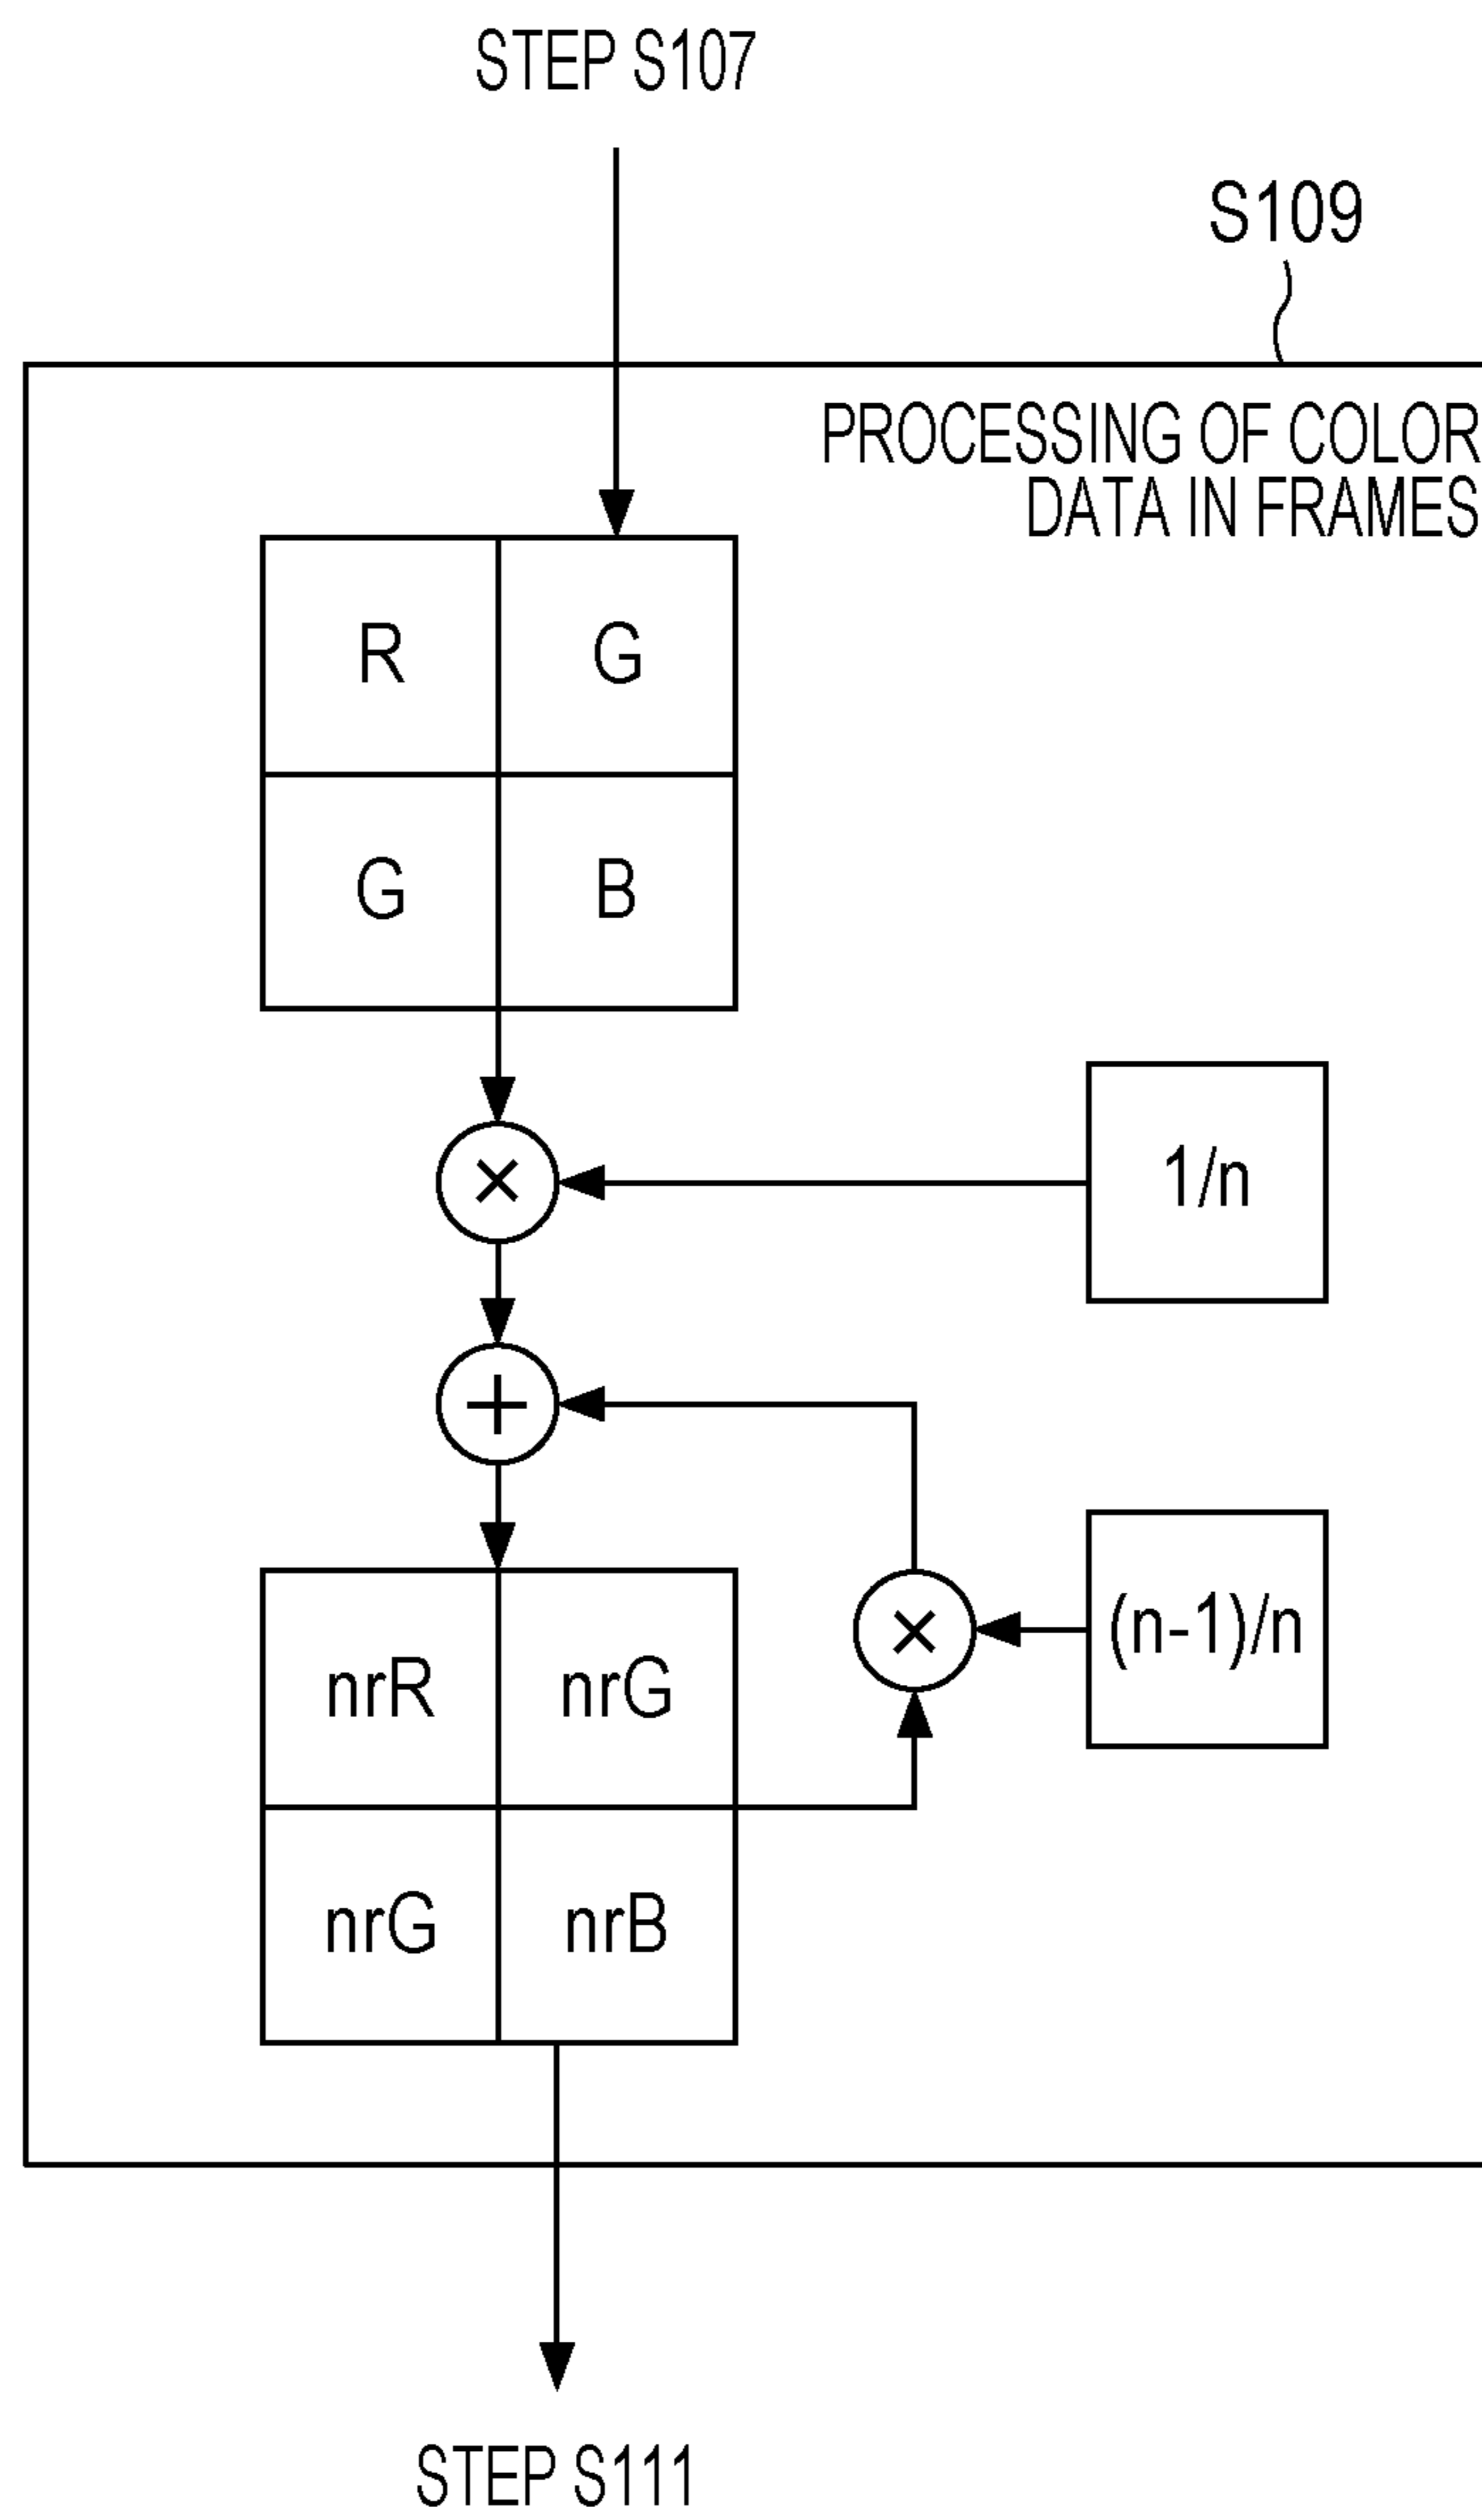 STEP S107
S109
PROCESSING OF COLOR
DATA IN FRAMES
R G
G B
×
1/n
+
×
(n-1)/n
nrR nrG
nrG nrB
STEP S111